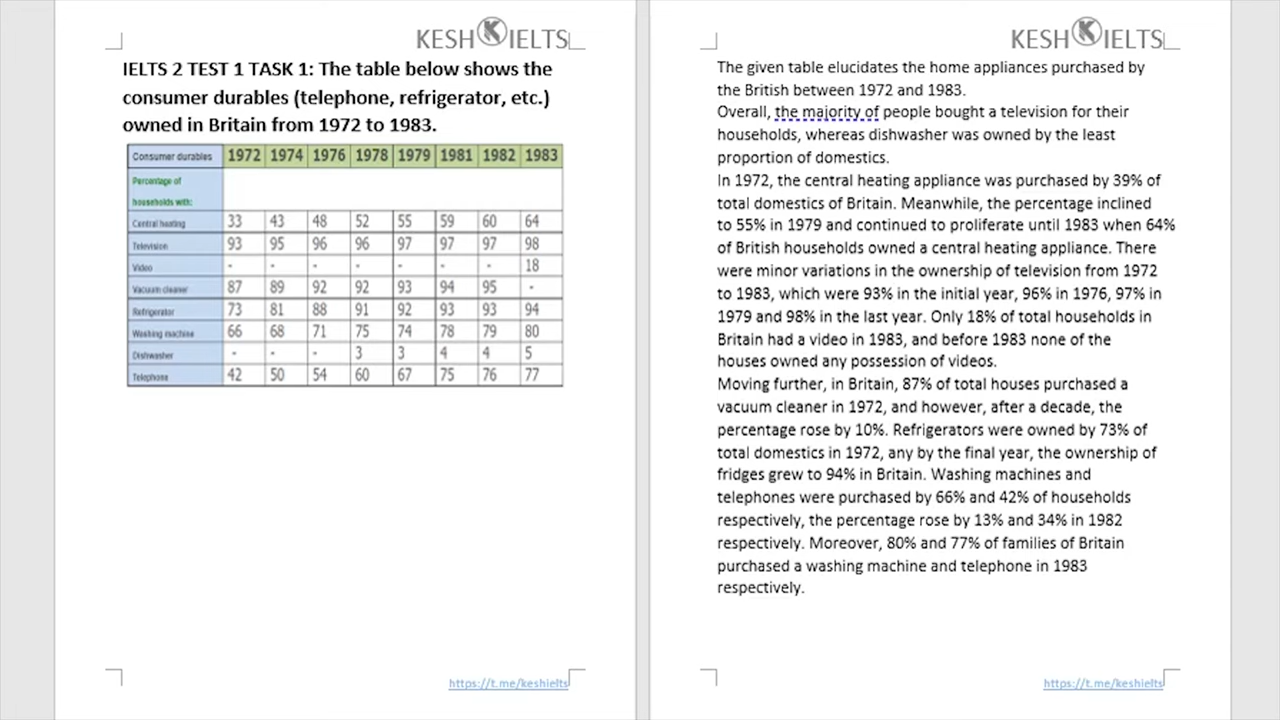 KESH K IELTS
IELTS 2 TEST 1 TASK 1: The table below shows the
consumer durables (telephone, refrigerator, etc.)
owned in Britain from 1972 to 1983.
Consumer durables 1972 1974 1976 1978 1979 1981 1982 1983
Percentage of
households with:
Central heating 33 43 48 52 55 59 60 64
Television 93 95 96 96 97 97 97 98
Video - - - - - - - 18
Vacuum cleaner 87 89 92 92 93 94 95 -
Refrigerator 73 81 88 91 92 93 93 94
Washing machine 66 68 71 75 74 78 79 80
Dishwasher - - - 3 3 4 4 5
Telephone 42 50 54 60 67 75 76 77
https://t.me/keshielts
KESH K IELTS
The given table elucidates the home appliances purchased by
the British between 1972 and 1983.
Overall, the majority of people bought a television for their
households, whereas dishwasher was owned by the least
proportion of domestics.
In 1972, the central heating appliance was purchased by 39% of
total domestics of Britain. Meanwhile, the percentage inclined
to 55% in 1979 and continued to proliferate until 1983 when 64%
of British households owned a central heating appliance. There
were minor variations in the ownership of television from 1972
to 1983, which were 93% in the initial year, 96% in 1976, 97% in
1979 and 98% in the last year. Only 18% of total households in
Britain had a video in 1983, and before 1983 none of the
houses owned any possession of videos.
Moving further, in Britain, 87% of total houses purchased a
vacuum cleaner in 1972, and however, after a decade, the
percentage rose by 10%. Refrigerators were owned by 73% of
total domestics in 1972, any by the final year, the ownership of
fridges grew to 94% in Britain. Washing machines and
telephones were purchased by 66% and 42% of households
respectively, the percentage rose by 13% and 34% in 1982
respectively. Moreover, 80% and 77% of families of Britain
purchased a washing machine and telephone in 1983
respectively.
https://t.me/keshielts